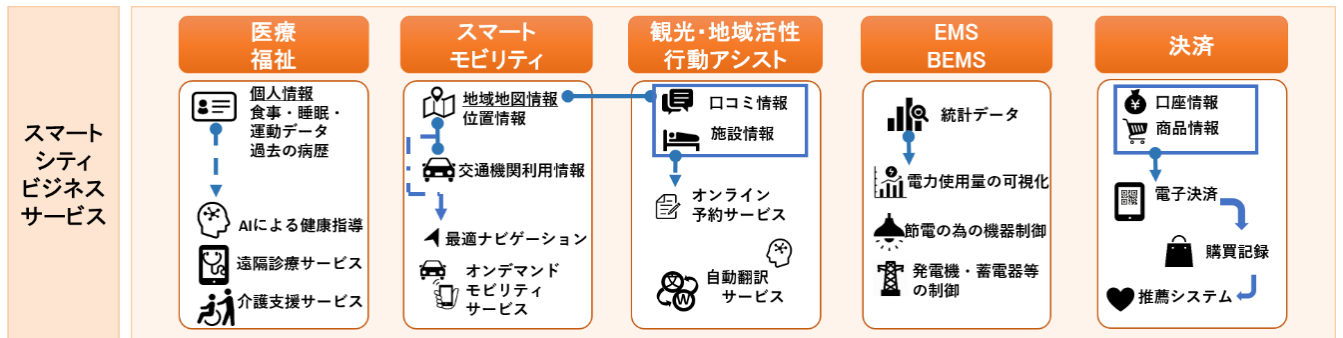 スマート
シティ
ビジネス
サービス
医療
福祉
個人情報
食事・睡眠・
運動データ
過去の病歴
AIによる健康指導
遠隔診療サービス
介護支援サービス
スマート
モビリティ
地域地図情報
位置情報
交通機関利用情報
最適ナビゲーション
オンデマンド
モビリティ
サービス
観光・地域活性
行動アシスト
口コミ情報
施設情報
オンライン
予約サービス
文
W
自動翻訳
サービス
EMS
BEMS
統計データ
電力使用量の可視化
節電の為の機器制御
発電機・蓄電器等
の制御
決済
¥
口座情報
商品情報
電子決済
購買記録
推薦システム